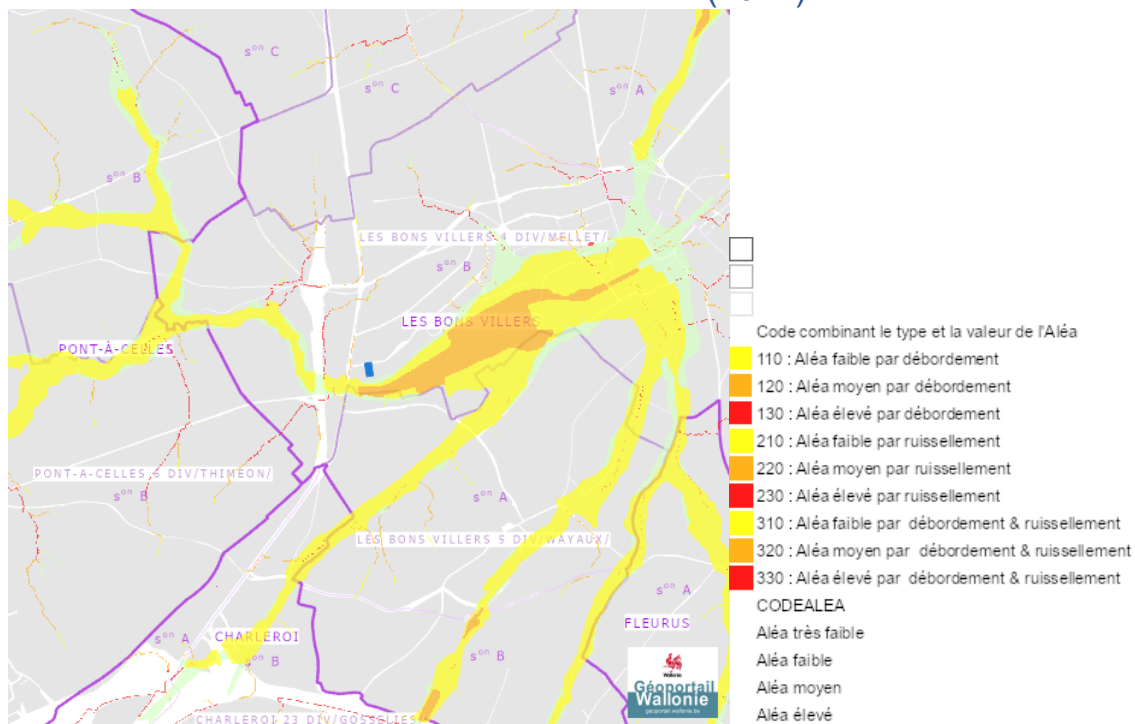 sᵒⁿ C
sᵒⁿ C
sᵒⁿ A
sᵒⁿ B
LES BONS VILLERS 4 DIV/MELLET/
sᵒⁿ B
LES BONS VILLERS
PONT-À-CELLES
PONT-A-CELLES 6 DIV/THIMEON/
sᵒⁿ B
sᵒⁿ A
LES BONS VILLERS 5 DIV/WAYAUX/
sᵒⁿ A
FLEURUS
sᵒⁿ A
CHARLEROI
sᵒⁿ B
sᵒⁿ B
CHARLEROI 23 DIV/GOSSELIES
Wallonie
Géoportail
Wallonie
geoportail.wallonie.be
Code combinant le type et la valeur de l'Aléa
110 : Aléa faible par débordement
120 : Aléa moyen par débordement
130 : Aléa élevé par débordement
210 : Aléa faible par ruissellement
220 : Aléa moyen par ruissellement
230 : Aléa élevé par ruissellement
310 : Aléa faible par débordement & ruissellement
320 : Aléa moyen par débordement & ruissellement
330 : Aléa élevé par débordement & ruissellement
CODEALEA
Aléa très faible
Aléa faible
Aléa moyen
Aléa élevé